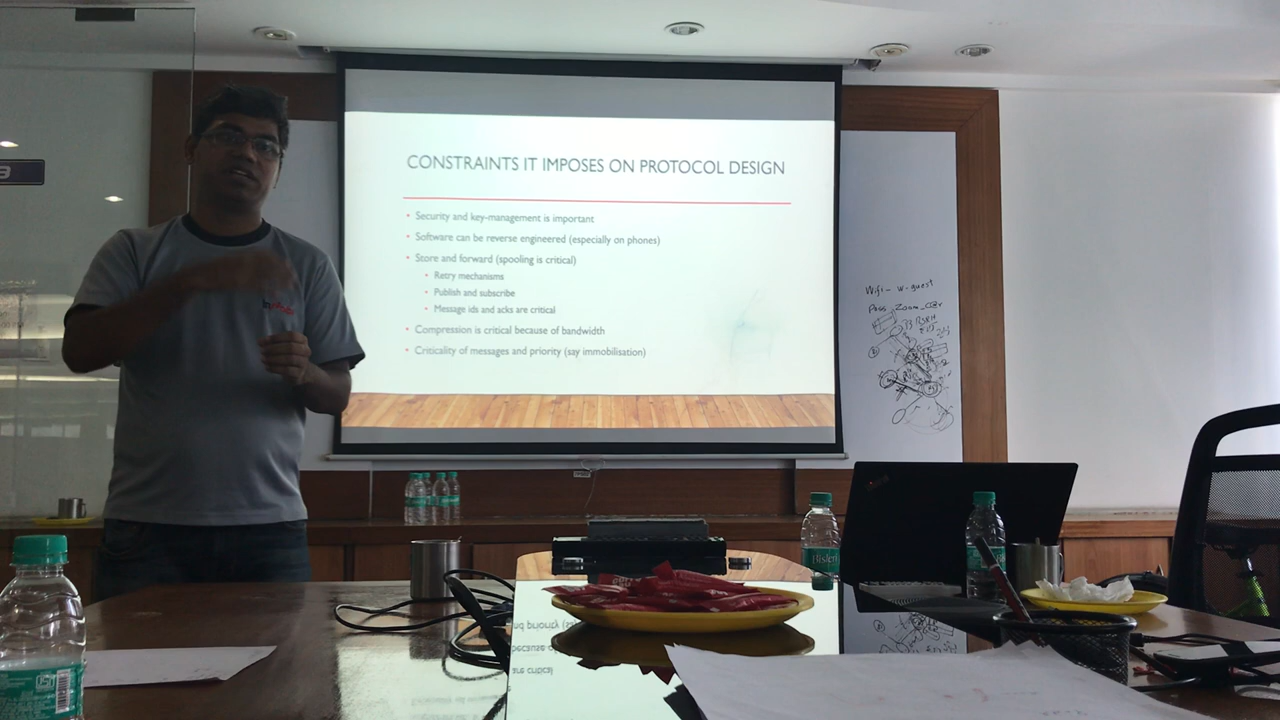 CONSTRAINTS IT IMPOSES ON PROTOCOL DESIGN
• Security and key-management is important
• Software can be reverse engineered (especially on phones)
• Store and forward (spooling is critical)
• Retry mechanisms
• Publish and subscribe
• Message ids and acks are critical
• Compression is critical because of bandwidth
• Criticality of messages and priority (say immobilisation)
Wifi - w-guest
Pass
Bisleri